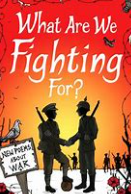 What Are We
Fighting
For?
NEW POEMS
ABOUT
WAR